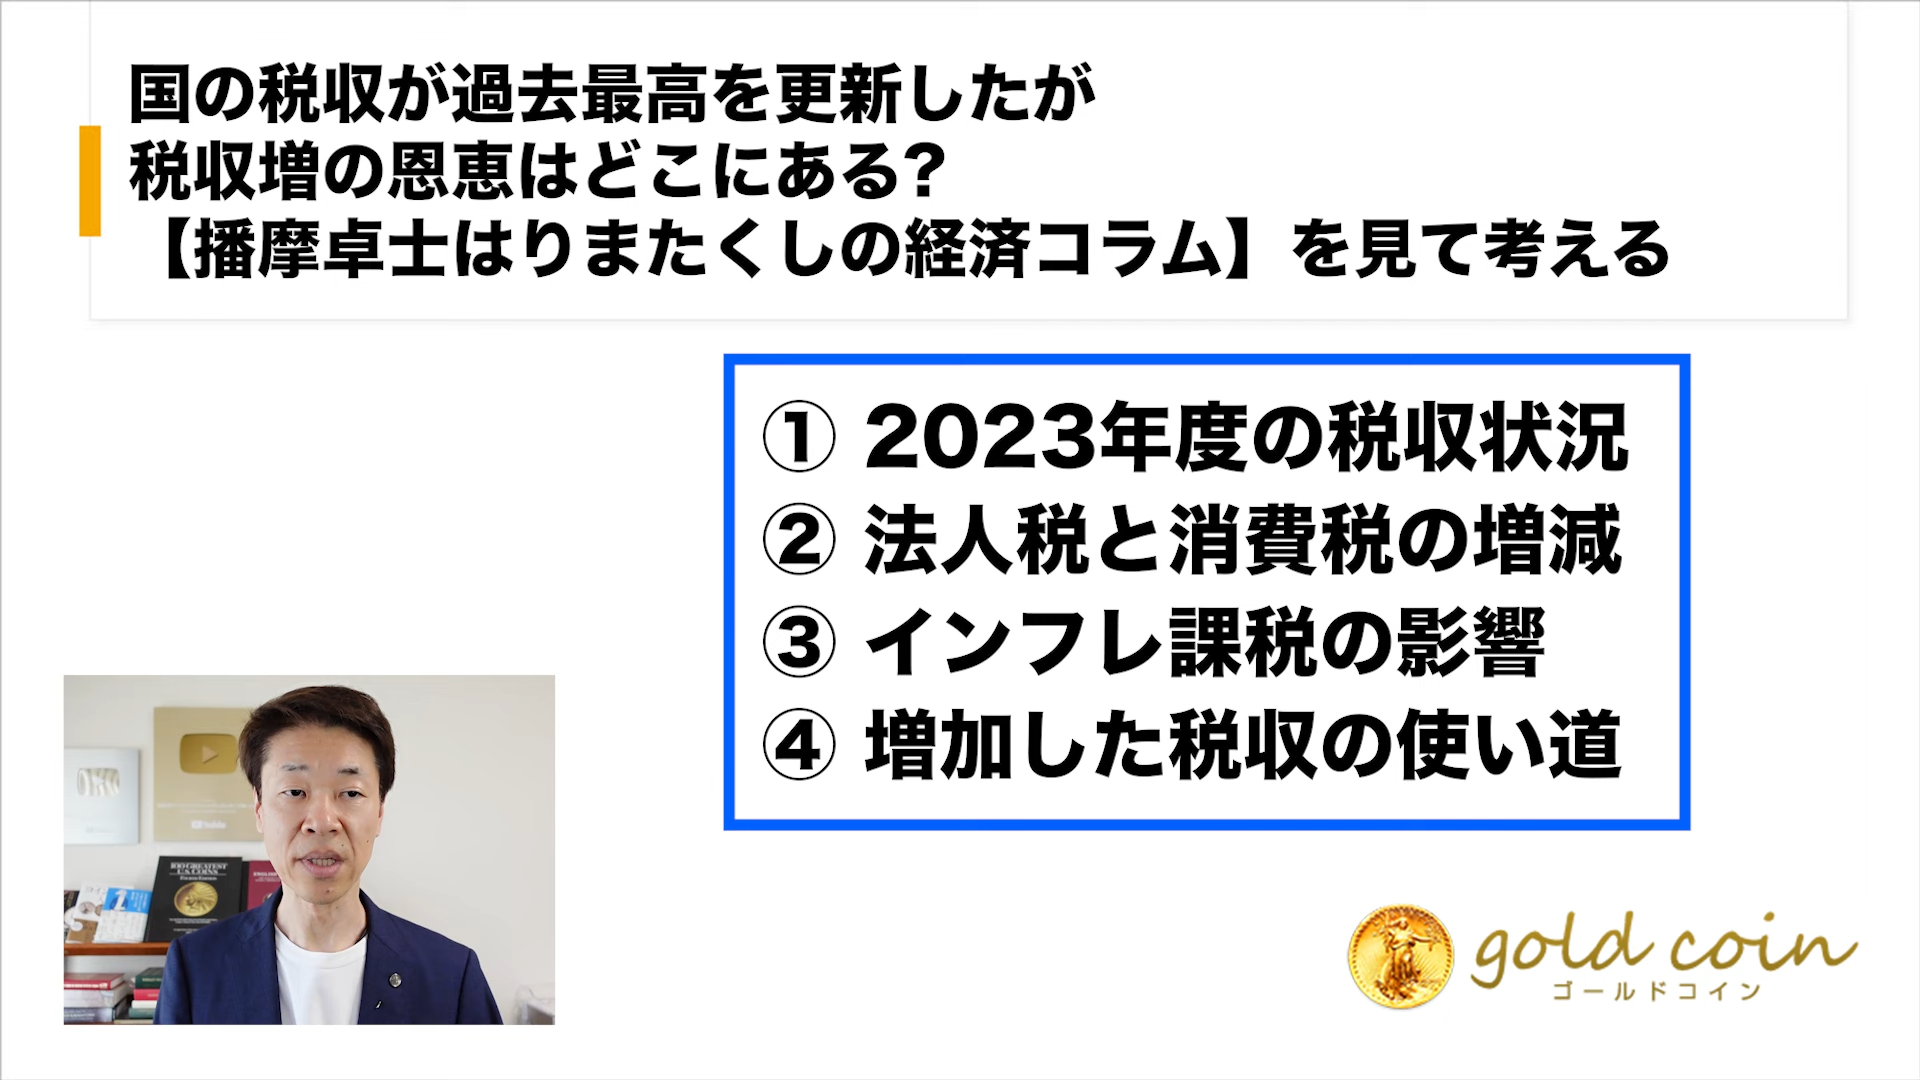 国の税収が過去最高を更新したが
税収増の恩恵はどこにある?
【播摩卓士はりまたくしの経済コラム】を見て考える
① 2023年度の税収状況
② 法人税と消費税の増減
③ インフレ課税の影響
④ 増加した税収の使い道
YouTube
100 GREATEST
U.S. COINS
gold coin
ゴールドコイン